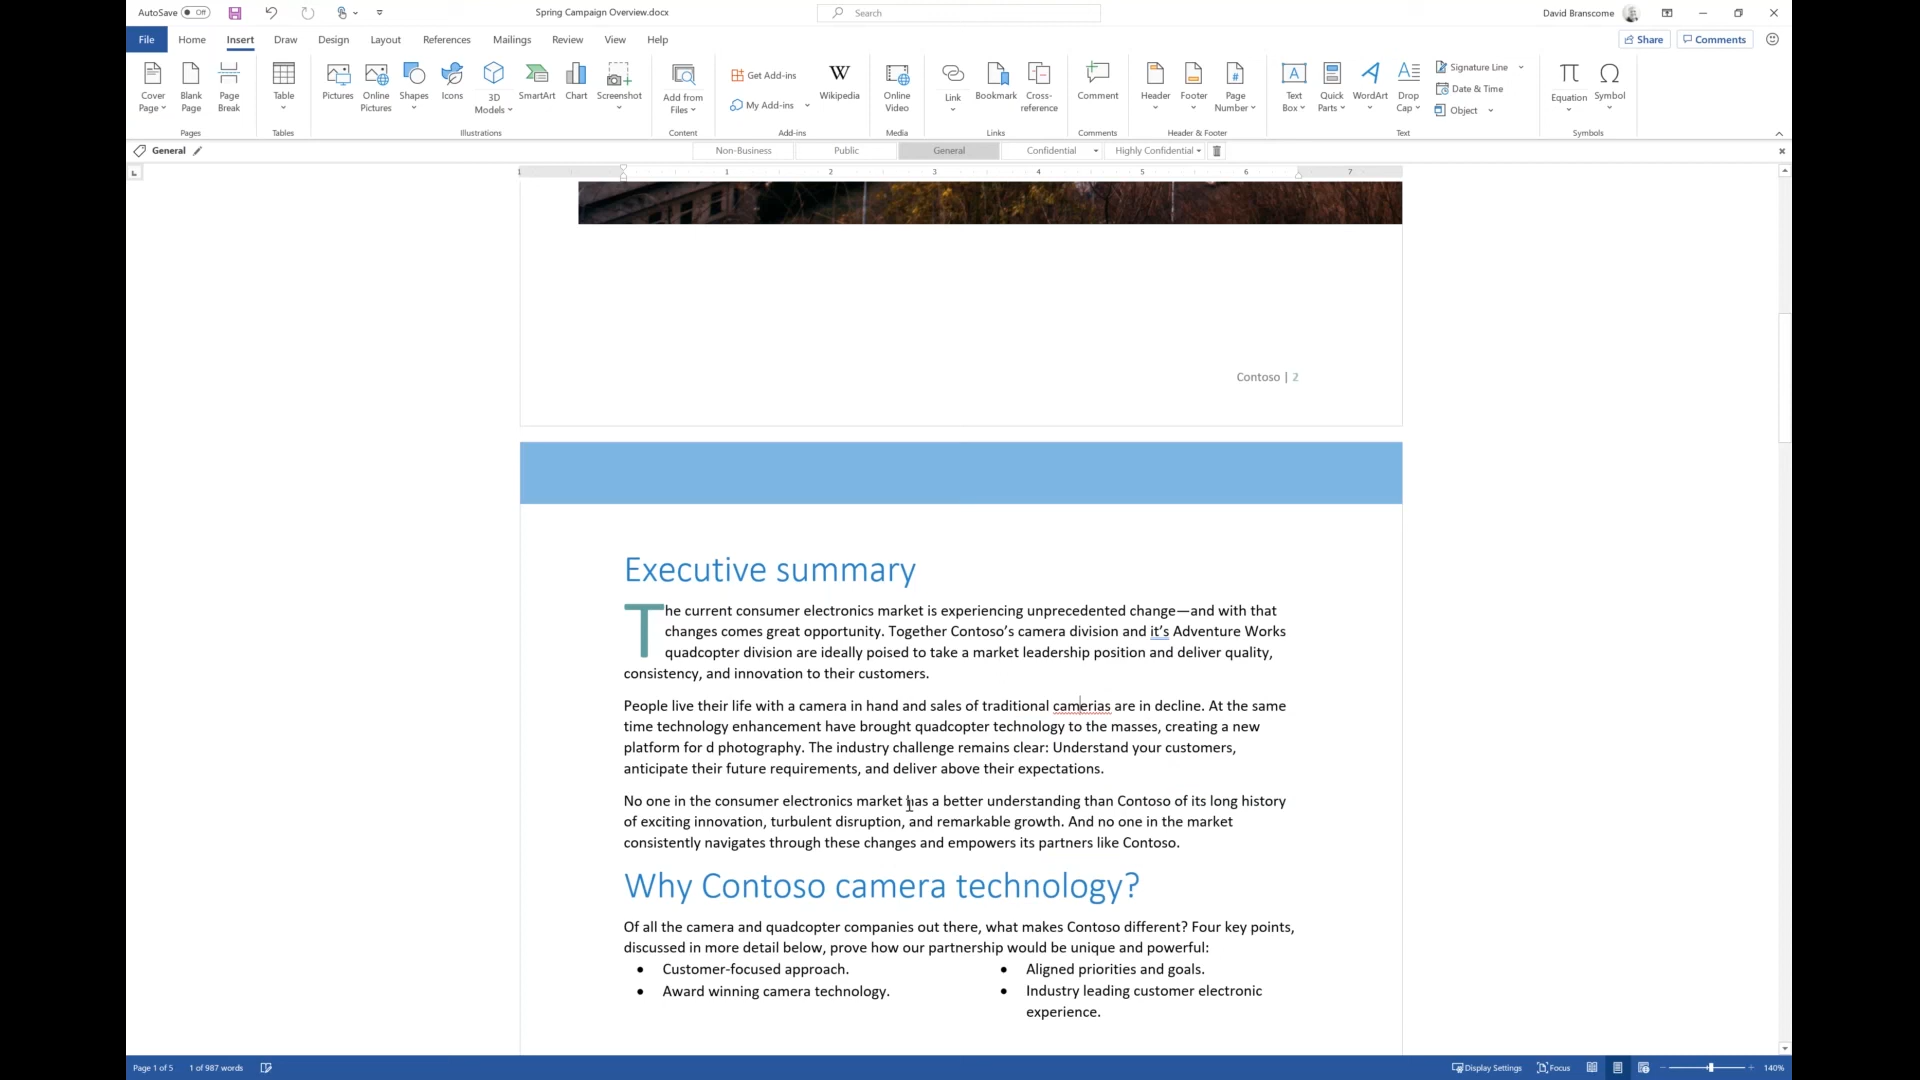 AutoSave Off
Spring Campaign Overview.docx
Search
David Branscome
File Home Insert Draw Design Layout References Mailings Review View Help
Share Comments
Cover Page
Blank Page
Page Break
Pages
Table
Tables
Pictures
Online Pictures
Shapes
Icons
3D Models
SmartArt
Chart
Screenshot
Illustrations
Add from Files
Content
Get Add-ins
My Add-ins
W
Wikipedia
Add-ins
Online Video
Media
Link
Bookmark
Cross-reference
Links
Comment
Comments
Header
Footer
#
Page Number
Header & Footer
A
Text Box
Quick Parts
A
WordArt
A
Drop Cap
Signature Line
Date & Time
Object
Text
π
Equation
Ω
Symbol
Symbols
General
Non-Business Public General Confidential Highly Confidential
1 1 2 3 4 5 6 7
Contoso | 2
Executive summary
The current consumer electronics market is experiencing unprecedented change—and with that
changes comes great opportunity. Together Contoso’s camera division and it’s Adventure Works
quadcopter division are ideally poised to take a market leadership position and deliver quality,
consistency, and innovation to their customers.
People live their life with a camera in hand and sales of traditional camerias are in decline. At the same
time technology enhancement have brought quadcopter technology to the masses, creating a new
platform for d photography. The industry challenge remains clear: Understand your customers,
anticipate their future requirements, and deliver above their expectations.
No one in the consumer electronics market has a better understanding than Contoso of its long history
of exciting innovation, turbulent disruption, and remarkable growth. And no one in the market
consistently navigates through these changes and empowers its partners like Contoso.
Why Contoso camera technology?
Of all the camera and quadcopter companies out there, what makes Contoso different? Four key points,
discussed in more detail below, prove how our partnership would be unique and powerful:
• Customer-focused approach.
• Award winning camera technology.
• Aligned priorities and goals.
• Industry leading customer electronic
experience.
Page 1 of 5 1 of 987 words
Display Settings Focus 140%